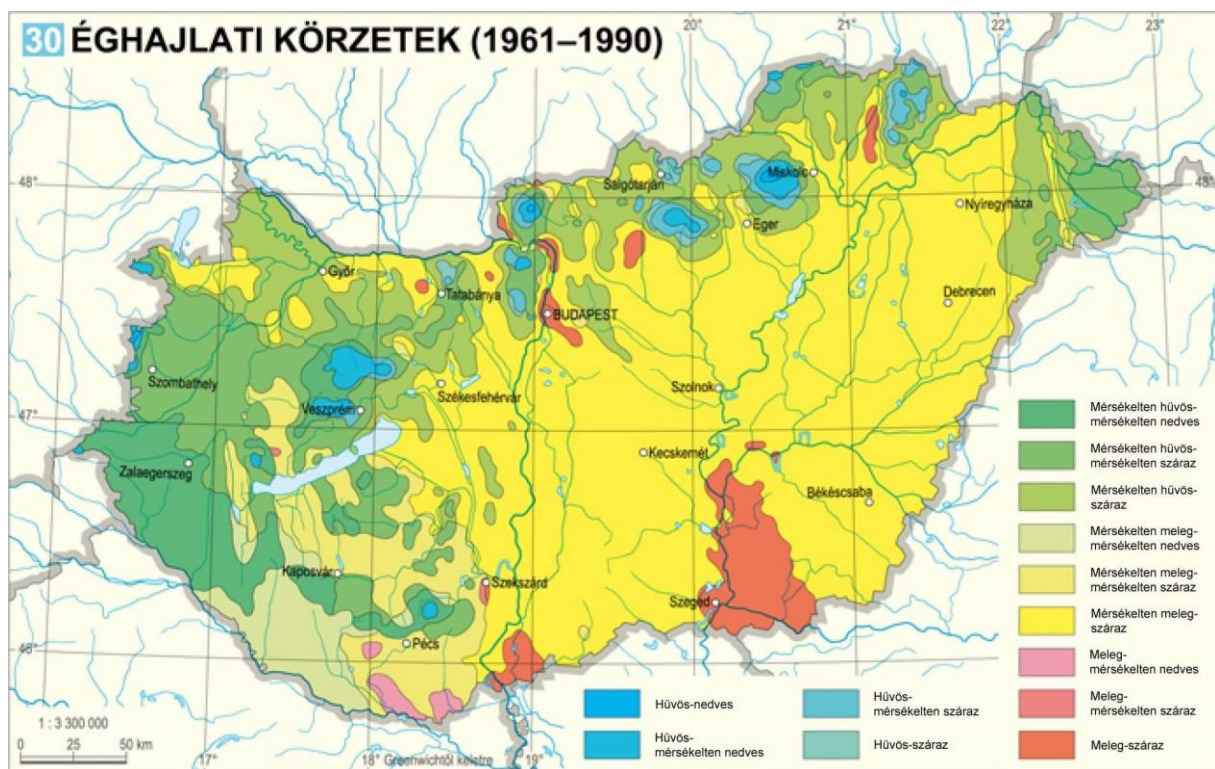 30 ÉGHAJLATI KÖRZETEK (1961–1990)
20°
21°
22°
23°
48°
48°
Salgótarján
Miskolc
Nyíregyháza
Eger
Győr
Tatabánya
Debrecen
BUDAPEST
Szombathely
Székesfehérvár
Szolnok
47°
47°
Veszprém
Zalaegerszeg
Kecskemét
Békéscsaba
Kaposvár
Szekszárd
Szeged
Pécs
1 : 3 300 000
0 25 50 km
17°
18° Greenwichtől keletre
19°
Mérsékelten hűvös-
mérsékelten nedves
Mérsékelten hűvös-
mérsékelten száraz
Mérsékelten hűvös-
száraz
Mérsékelten meleg-
mérsékelten nedves
Mérsékelten meleg-
mérsékelten száraz
Mérsékelten meleg-
száraz
Meleg-
mérsékelten nedves
Meleg-
mérsékelten száraz
Meleg-száraz
Hűvös-nedves
Hűvös-
mérsékelten nedves
Hűvös-
mérsékelten száraz
Hűvös-száraz